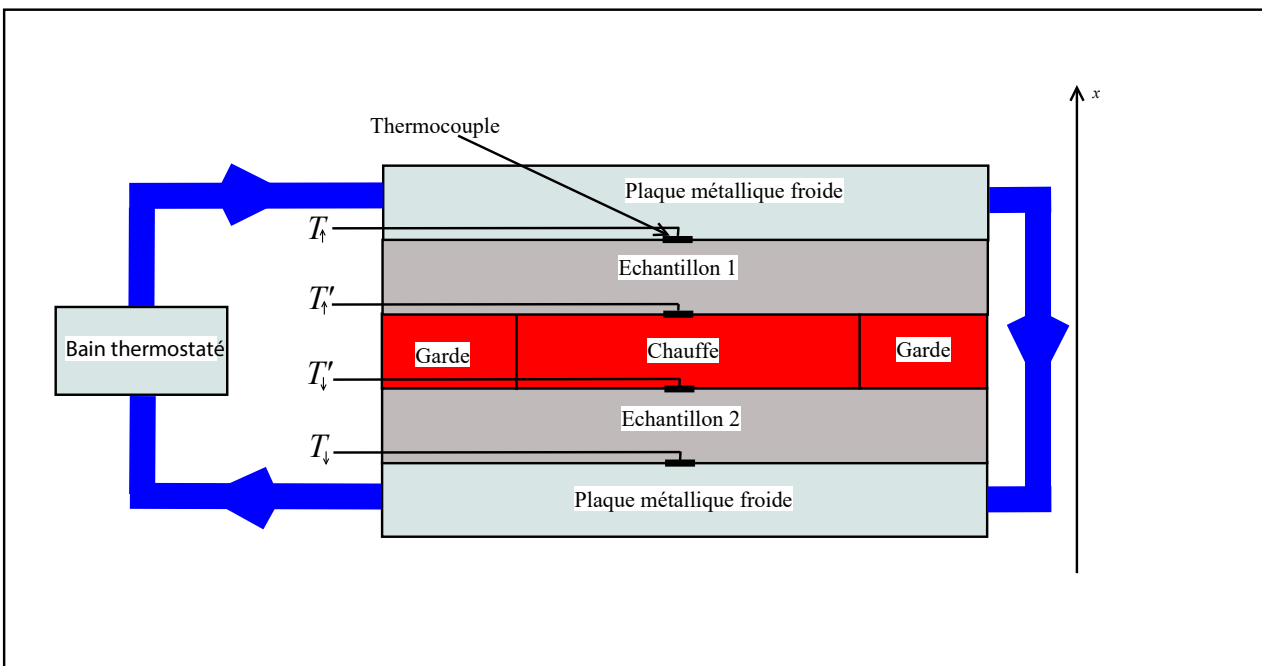 x
Thermocouple
Plaque métallique froide
T↑
Echantillon 1
T'↑
Bain thermostaté
Garde
Chauffe
Garde
T'↓
Echantillon 2
T↓
Plaque métallique froide